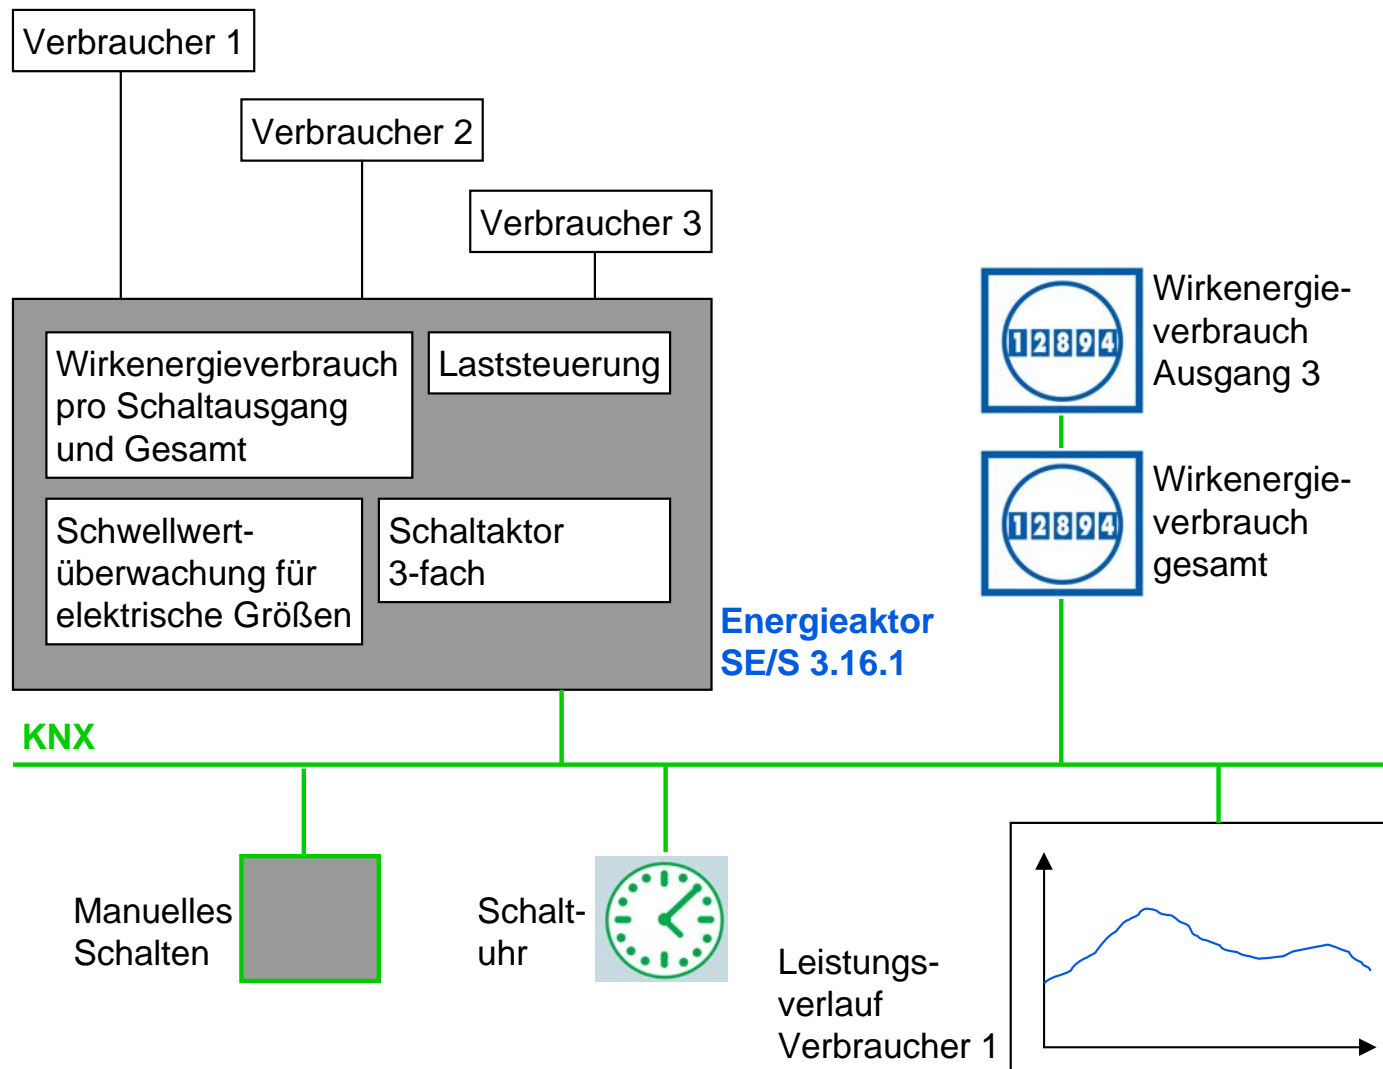 Verbraucher 1
Verbraucher 2
Verbraucher 3
Wirkenergieverbrauch
pro Schaltausgang
und Gesamt
Laststeuerung
Schwellwert-
überwachung für
elektrische Größen
Schaltaktor
3-fach
Energieaktor
SE/S 3.16.1
12894
Wirkenergie-
verbrauch
Ausgang 3
12894
Wirkenergie-
verbrauch
gesamt
KNX
Manuelles
Schalten
Schalt-
uhr
Leistungs-
verlauf
Verbraucher 1